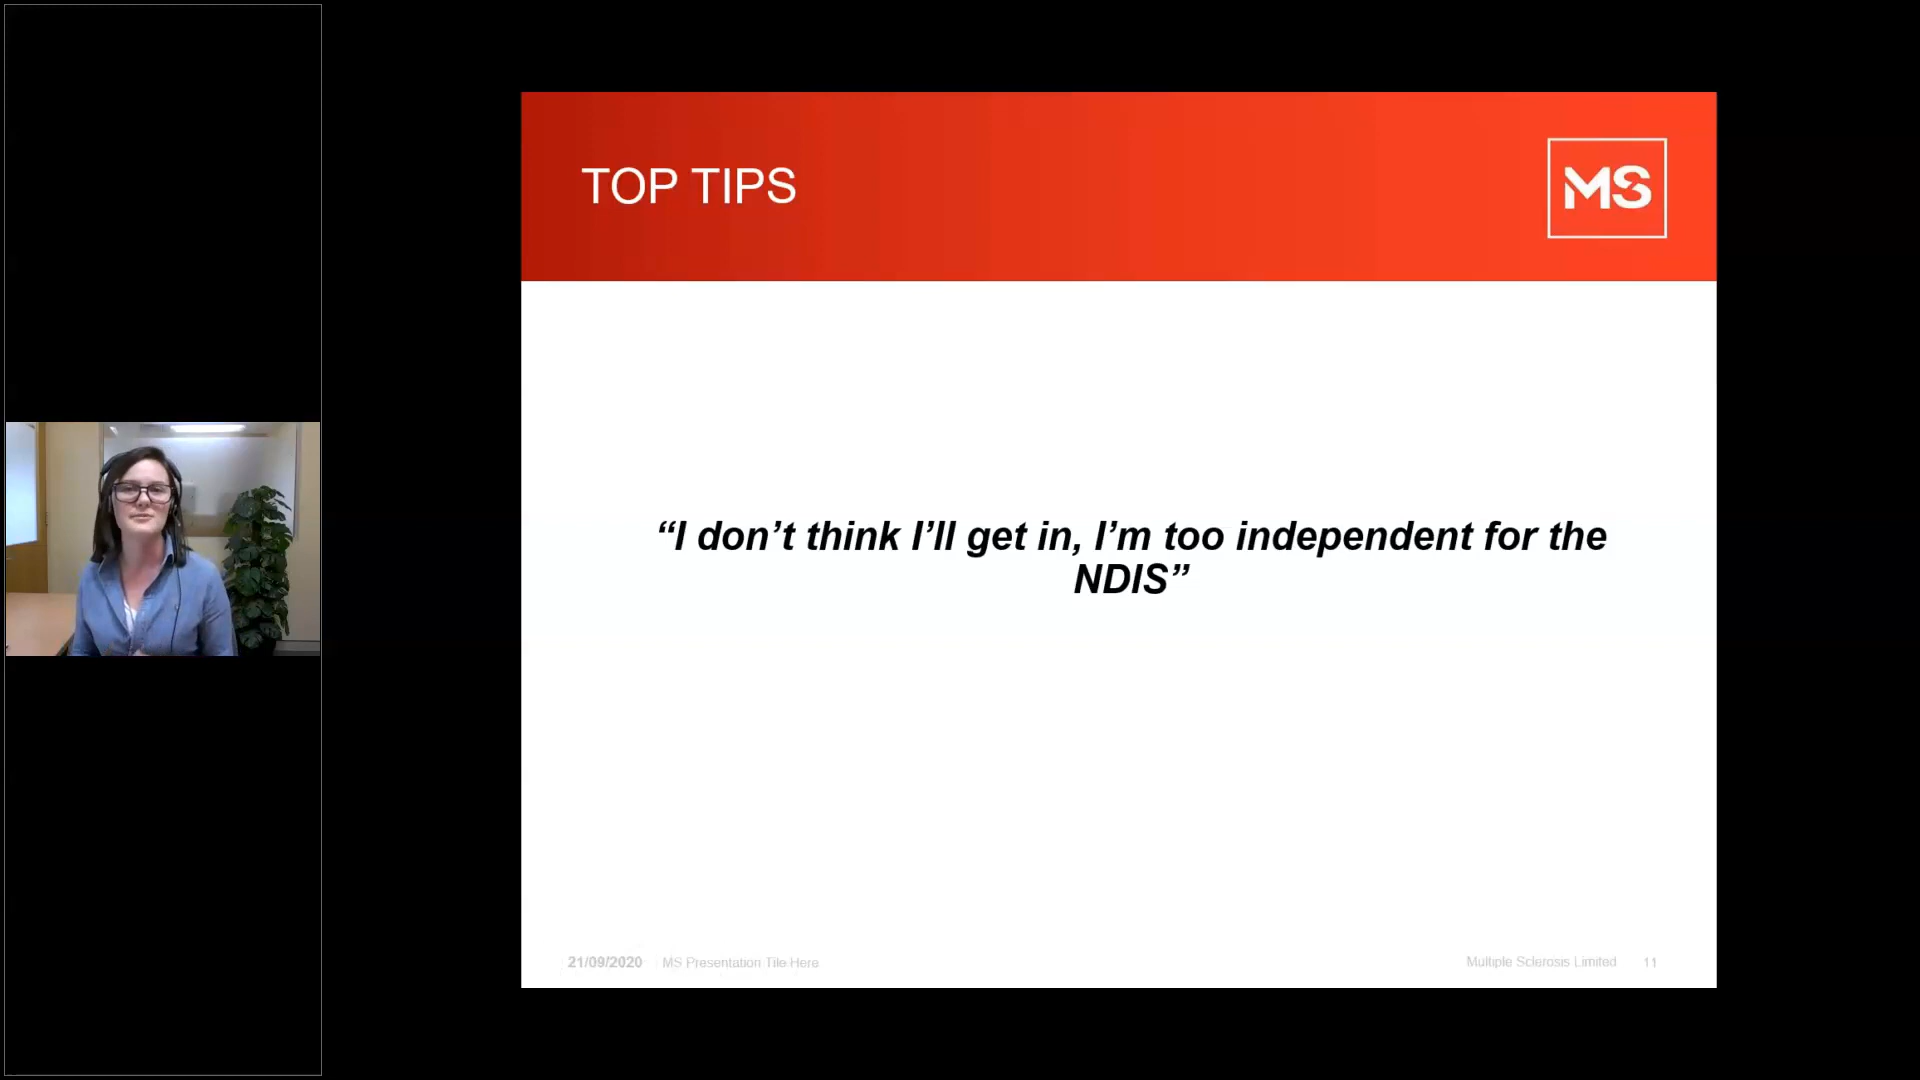 TOP TIPS
MS
“I don’t think I’ll get in, I’m too independent for the
NDIS”
21/09/2020 MS Presentation Tile Here
Multiple Sclerosis Limited 11